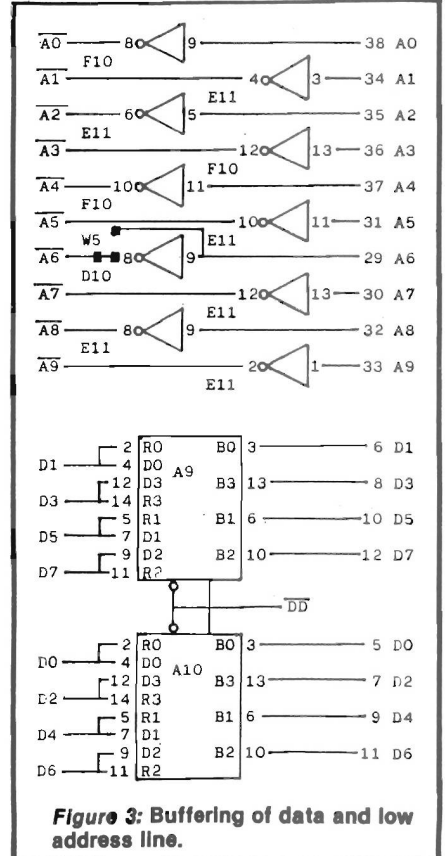 A0 8 9 38 A0
F10
A1 4 3 34 A1
E11
A2 6 5 35 A2
E11
A3 12 13 36 A3
F10
A4 10 11 37 A4
F10
A5 10 11 31 A5
W5 E11
A6 8 9 29 A6
D10
A7 12 13 30 A7
E11
A8 8 9 32 A8
E11
A9 2 1 33 A9
E11
2 R0 B0 3 6 D1
D1 4 D0 A9
12 D3 B3 13 8 D3
D3 14 R3
5 R1 B1 6 10 D5
D5 7 D1
9 D2 B2 10 12 D7
D7 11 R2
DD
2 R0 B0 3 5 D0
D0 4 D0 A10
12 D3 B3 13 7 D2
D2 14 R3
5 R1 B1 6 9 D4
D4 7 D1
9 D2 B2 10 11 D6
D6 11 R2
Figure 3: Buffering of data and low
address line.